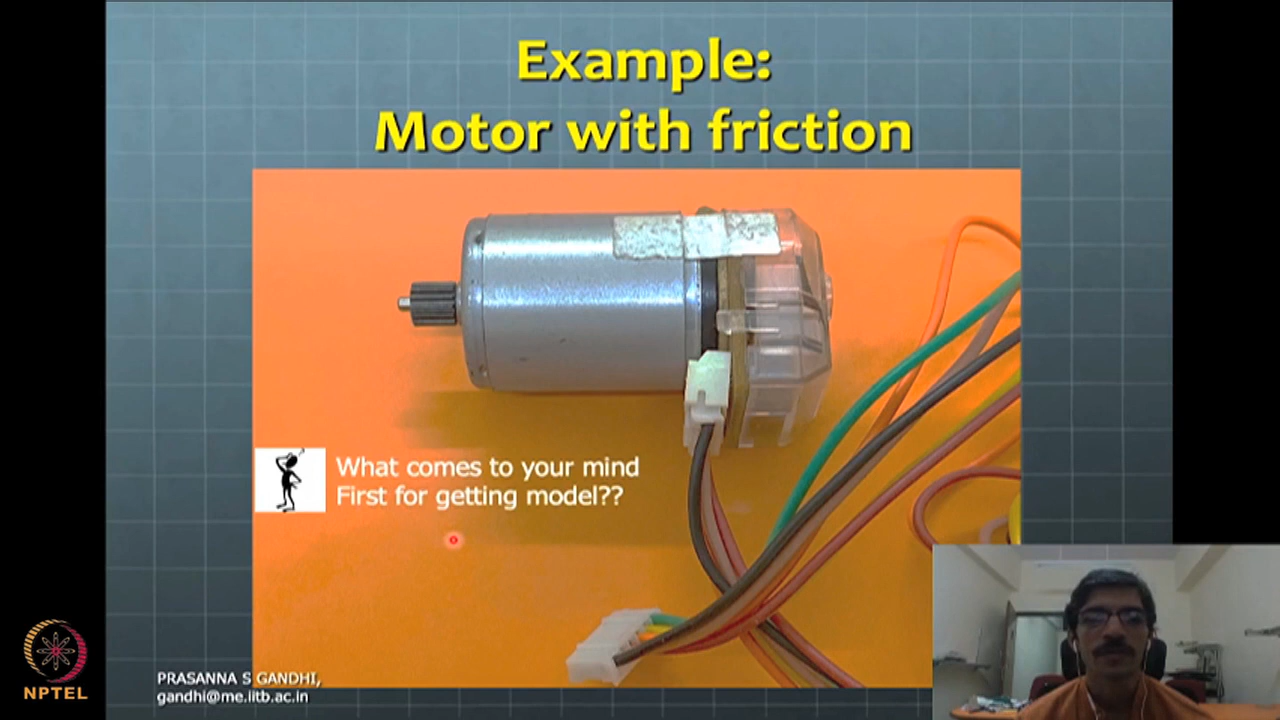 Example:
Motor with friction
What comes to your mind
First for getting model??
PRASANNA S GANDHI,
gandhi@me.iitb.ac.in
NPTEL